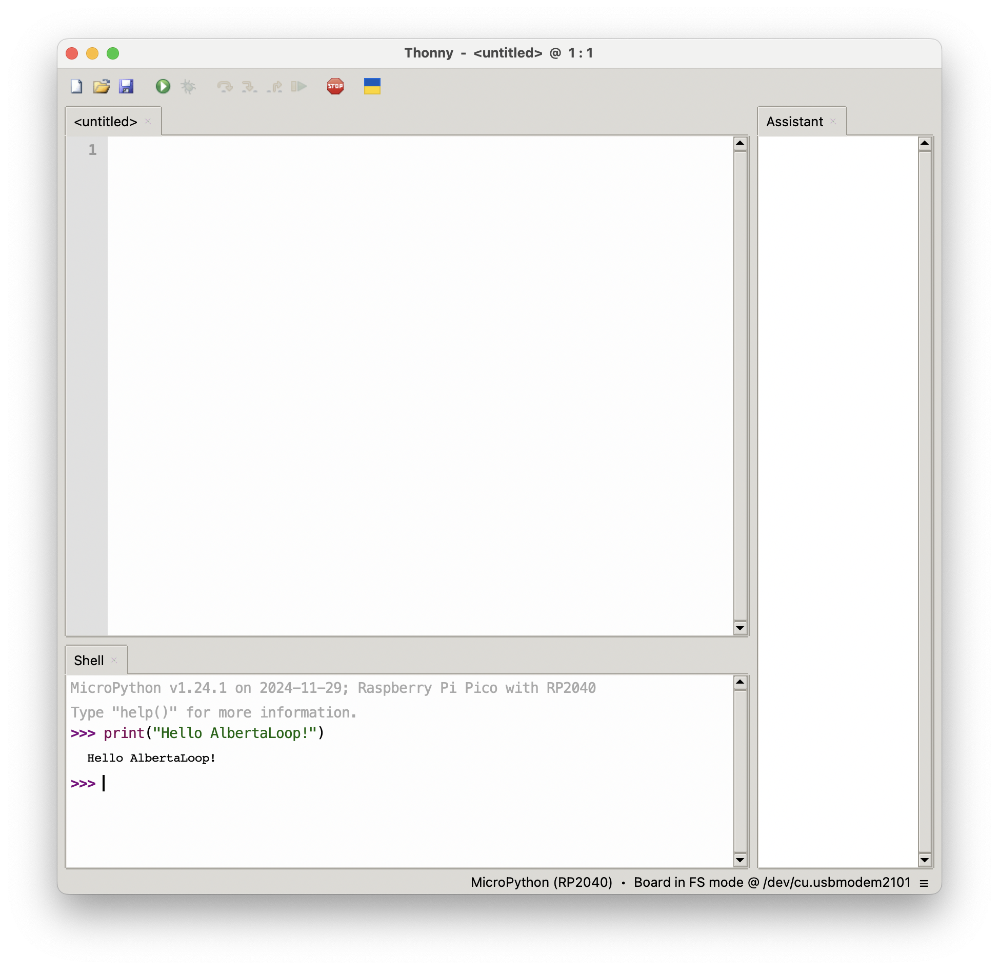 Thonny - <untitled> @ 1:1
STOP
<untitled>
Assistant
1
Shell
MicroPython v1.24.1 on 2024-11-29; Raspberry Pi Pico with RP2040
Type "help()" for more information.
>>> print("Hello AlbertaLoop!")
Hello AlbertaLoop!
>>>
MicroPython (RP2040) • Board in FS mode @ /dev/cu.usbmodem2101 ≡